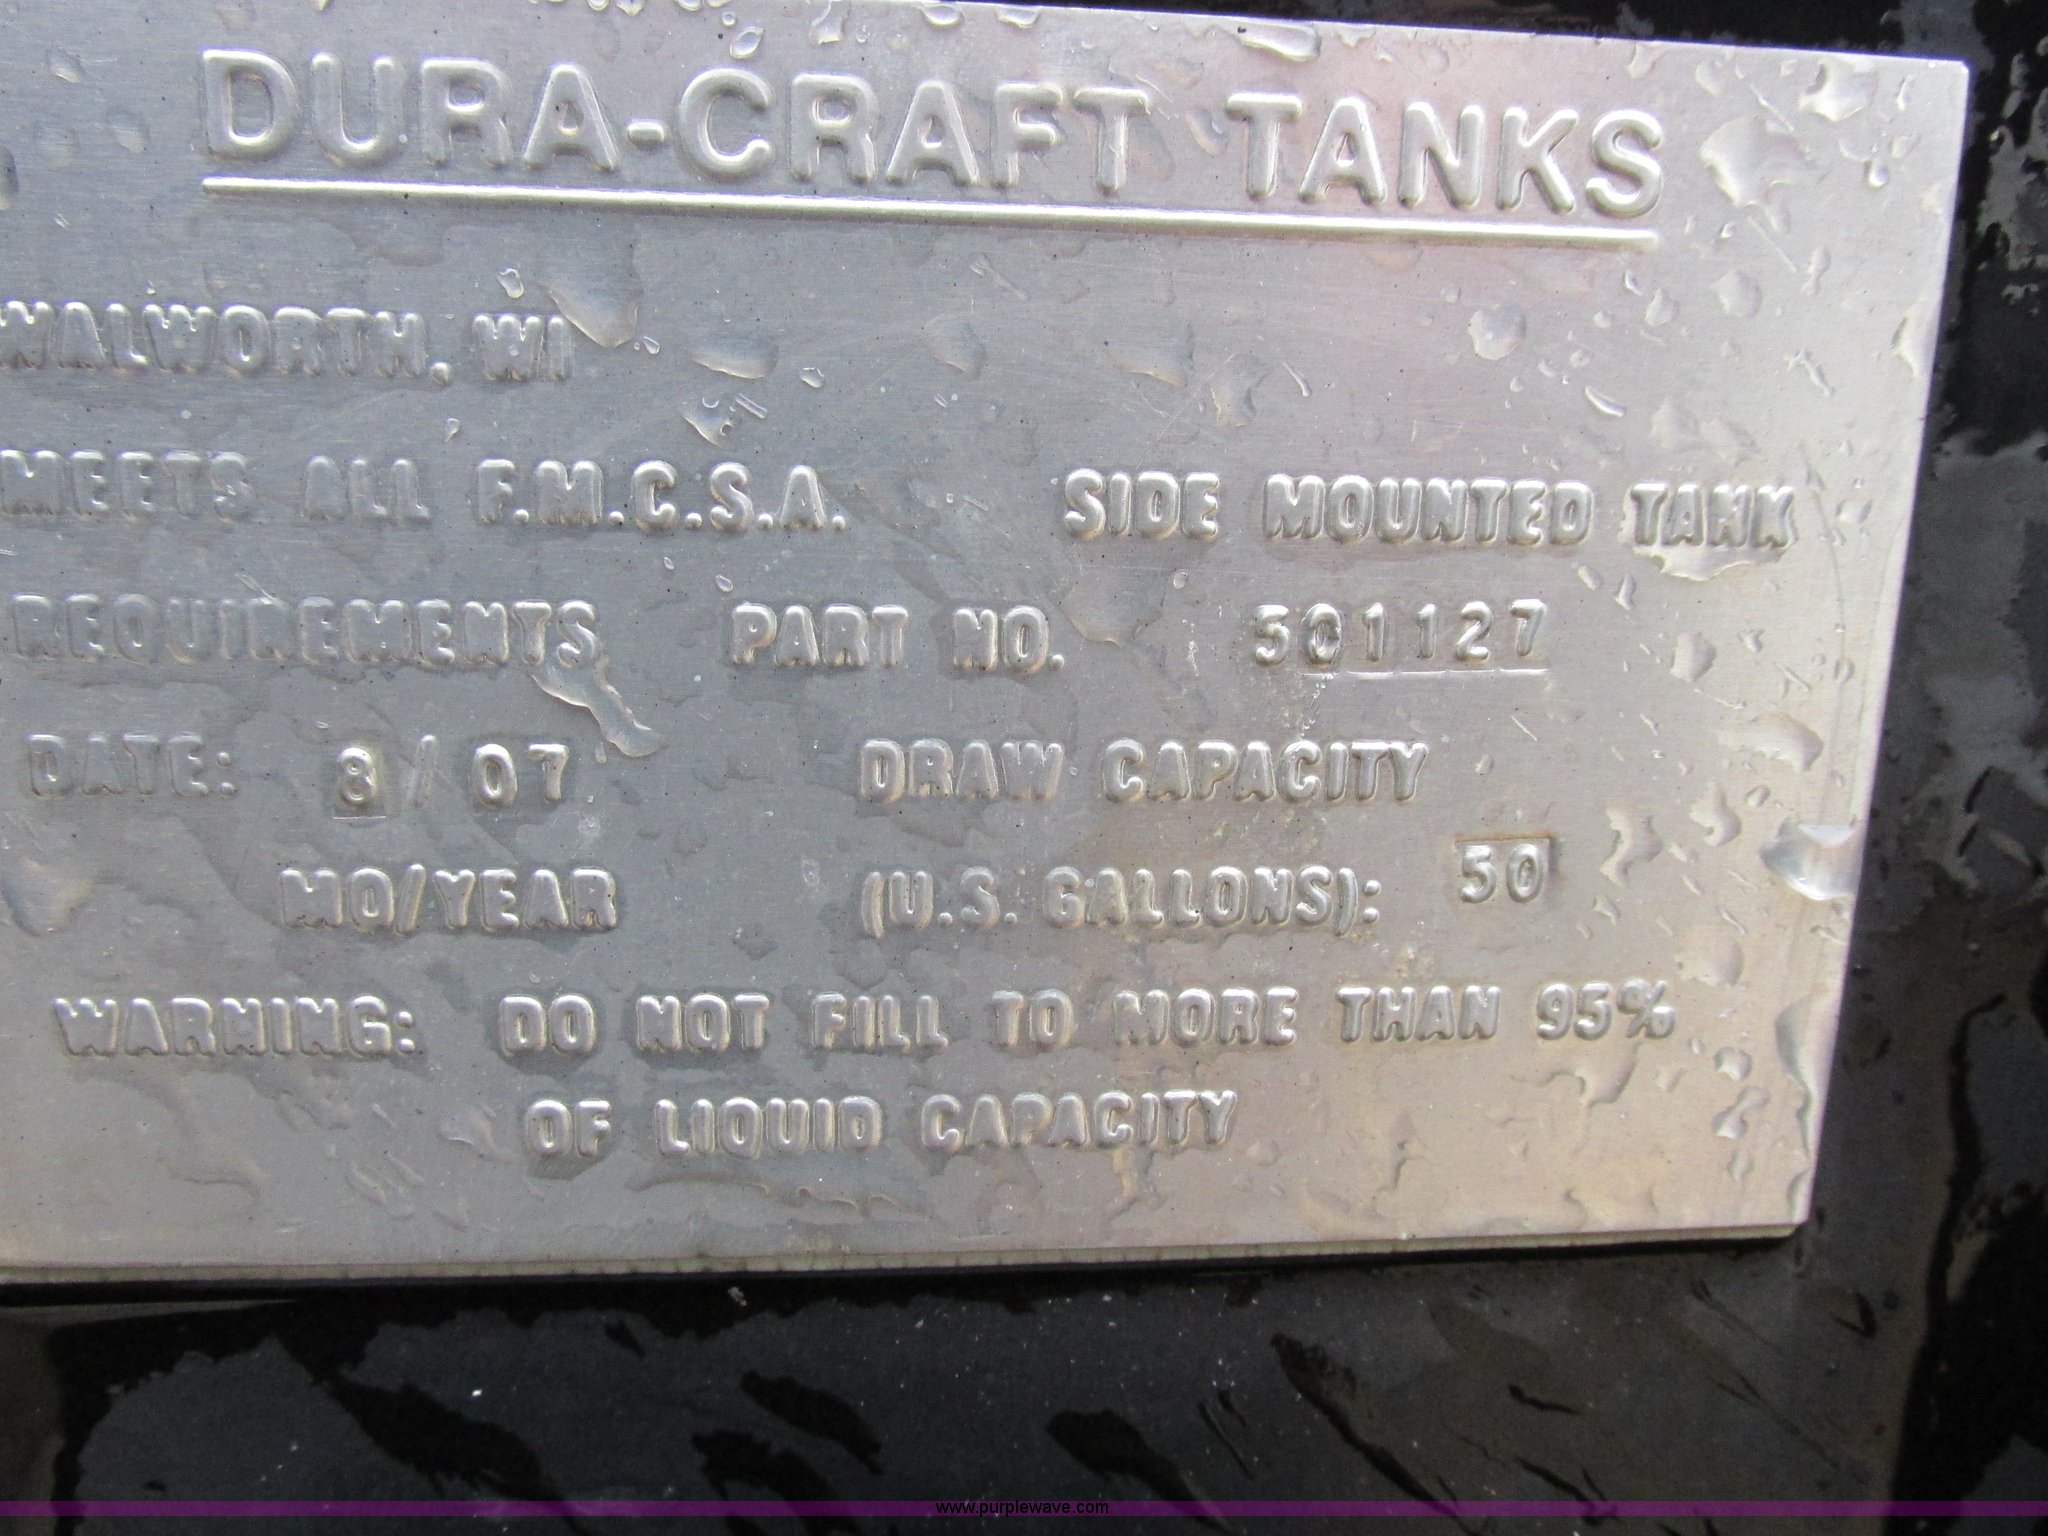 DURA-CRAFT TANKS
WALWORTH, WI
MEETS ALL F.M.C.S.A. SIDE MOUNTED TANK
REQUIREMENTS PART NO. 501127
DATE: 8/07 DRAW CAPACITY
MO/YEAR (U.S. GALLONS): 50
WARNING: DO NOT FILL TO MORE THAN 95%
OF LIQUID CAPACITY
www.purplewave.com